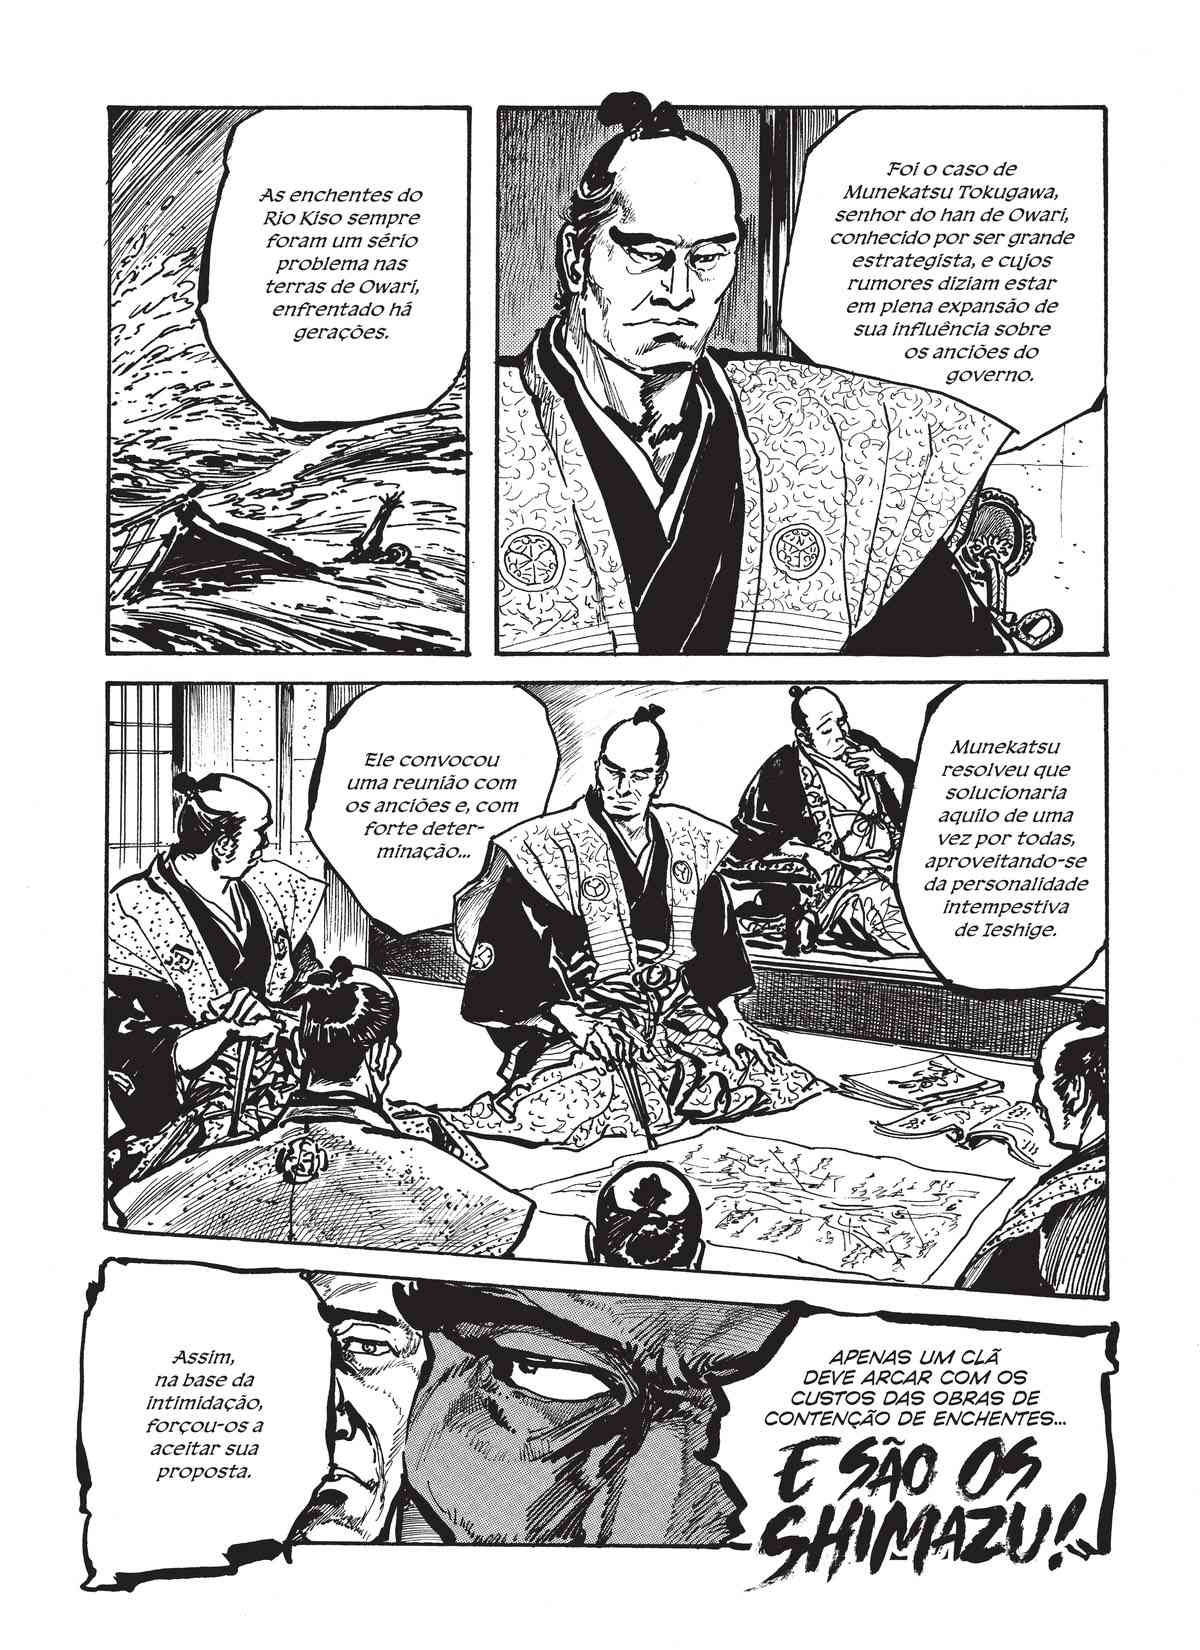 As enchentes do
Rio Kiso sempre
foram um sério
problema nas
terras de Owari,
enfrentado há
gerações.
Foi o caso de
Munekatsu Tokugawa,
senhor do han de Owari,
conhecido por ser grande
estrategista, e cujos
rumores diziam estar
em plena expansão de
sua influência sobre
os anciões do
governo.
Ele convocou
uma reunião com
os anciões e, com
forte deter-
minação...
Munekatsu
resolveu que
solucionaria
aquilo de uma
vez por todas,
aproveitando-se
da personalidade
intempestiva
de Ieshige.
Assim,
na base da
intimidação,
forçou-os a
aceitar sua
proposta.
APENAS UM CLÃ
DEVE ARCAR COM OS
CUSTOS DAS OBRAS DE
CONTENÇÃO DE ENCHENTES...
E SÃO OS
SHIMAZU!